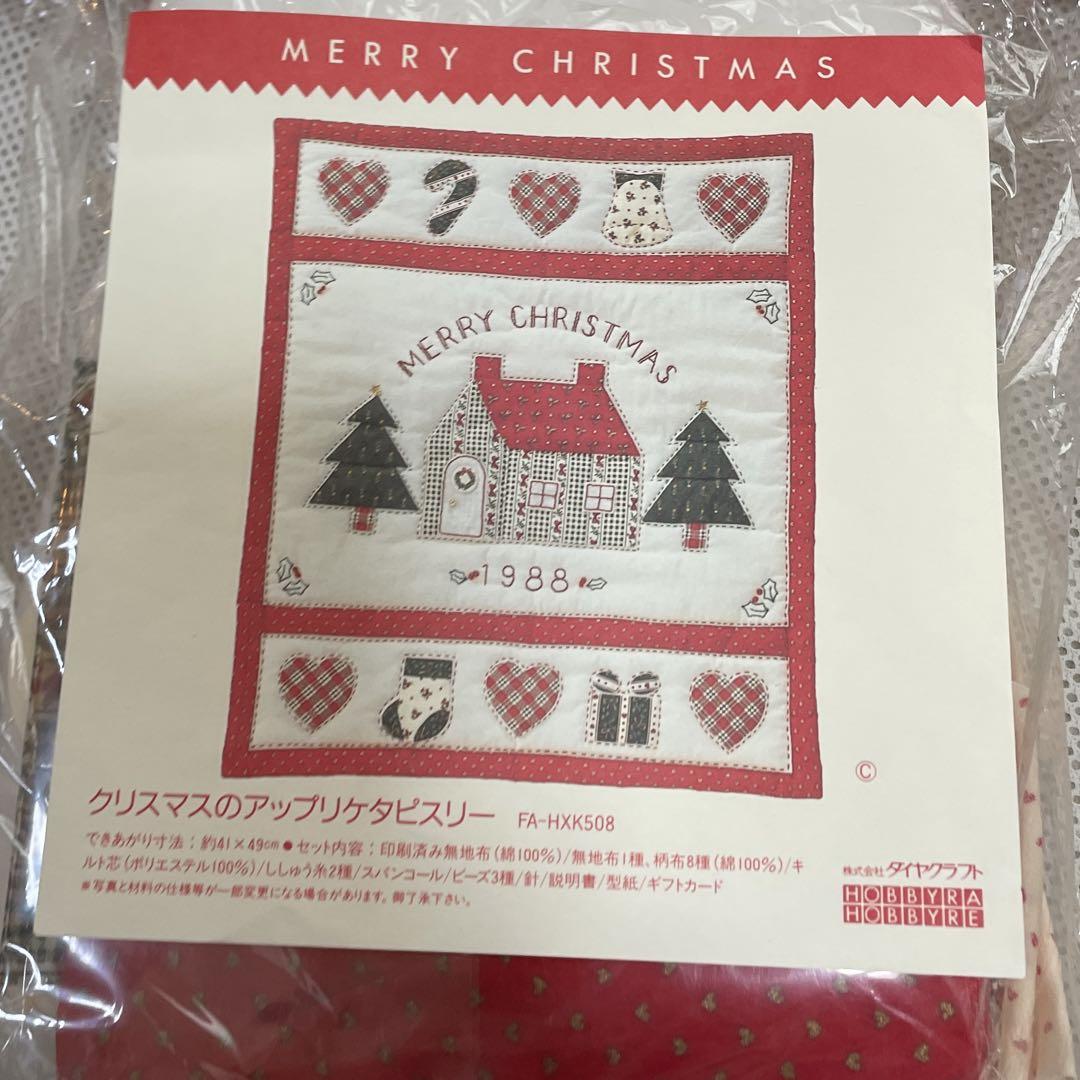 MERRY CHRISTMAS
MERRY CHRISTMAS
1988
©
クリスマスのアップリケタピスリー FA-HXK508
できあがり寸法:約41×49cm●セット内容:印刷済み無地布(綿100%)/無地布1種、柄布8種(綿100%)/キ
ルト芯(ポリエステル100%)/ししゅう糸2種/スパンコール/ビーズ3種/針/説明書/型紙/ギフトカード
※写真と材料の仕様等が一部変更になる場合があります。御了承下さい。
株式会社ダイヤクラフト
HOBBYRA
HOBBYRE